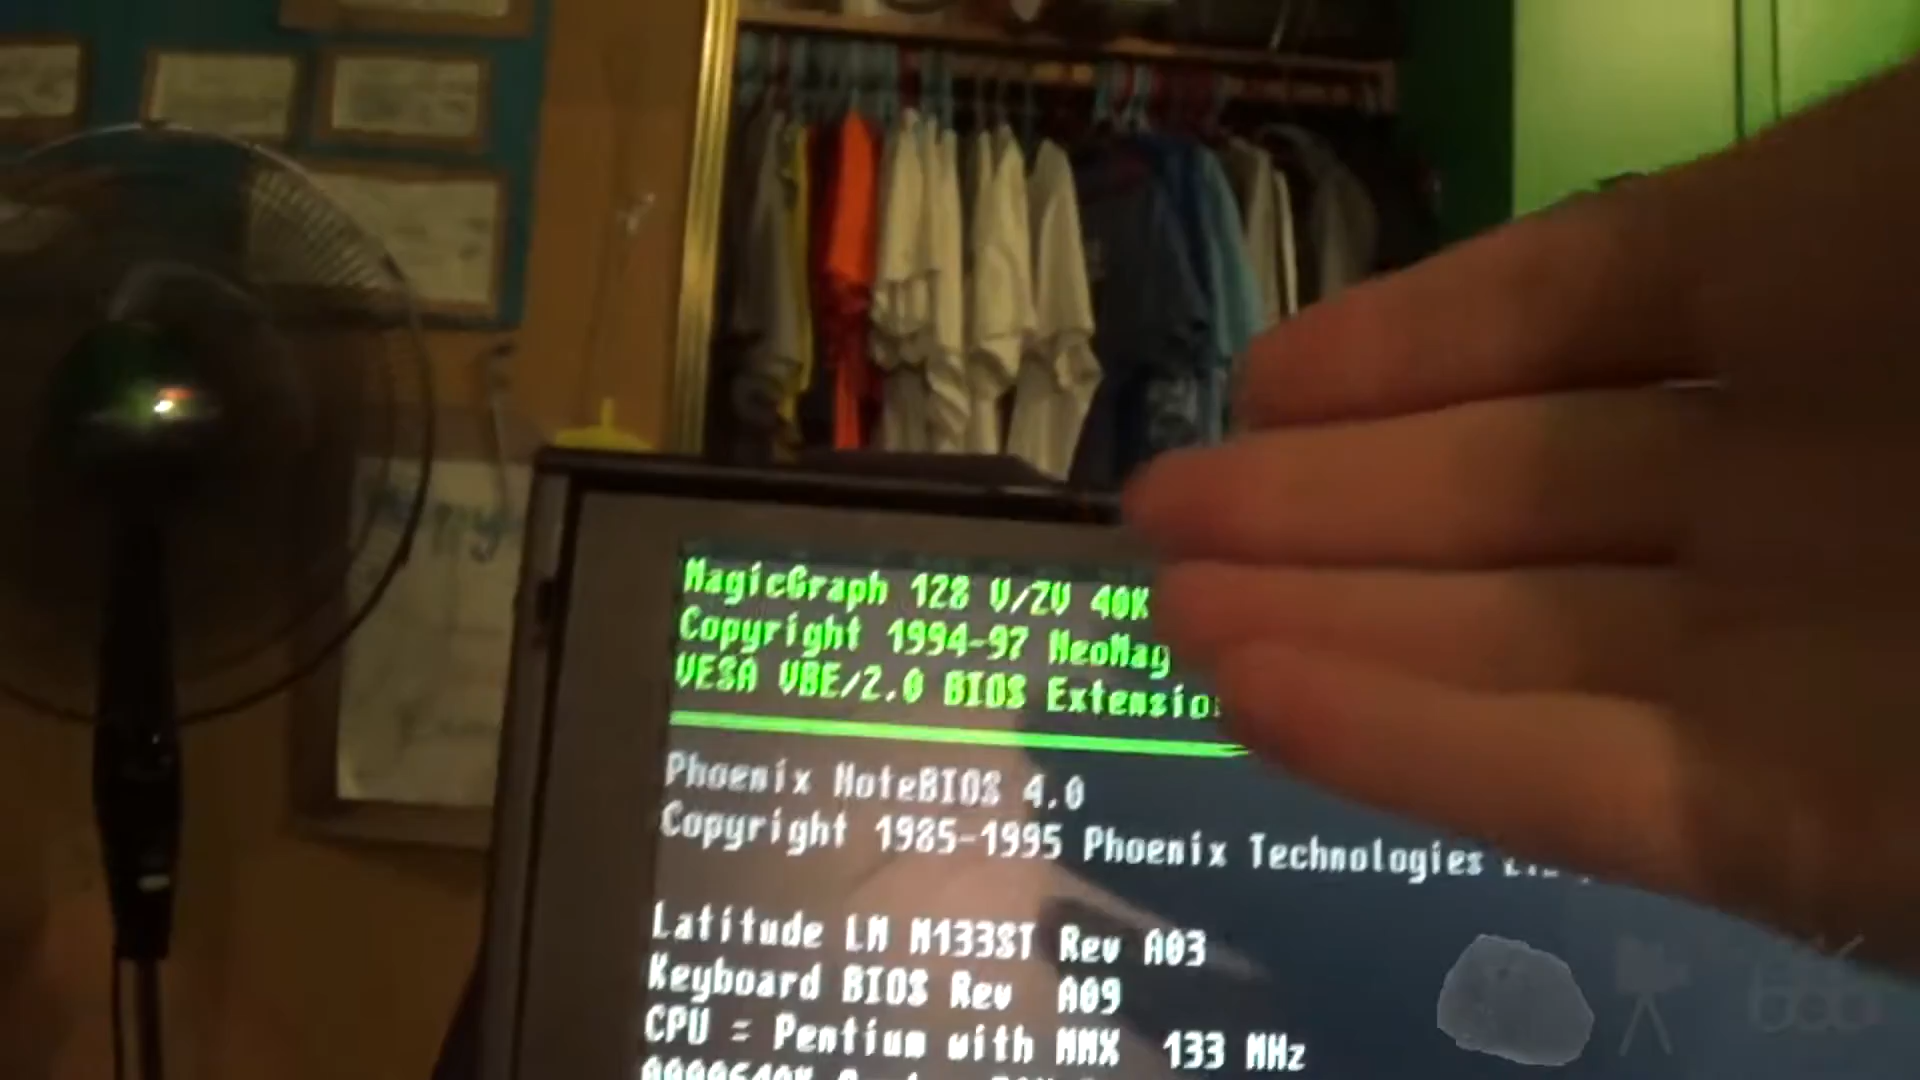 MagicGraph 128 V/ZV 40K
Copyright 1994-97 NeoMag
VESA VBE/2.0 BIOS Extensio
Phoenix NoteBIOS 4.0
Copyright 1985-1995 Phoenix Technologies
Latitude LM M133ST Rev A03
Keyboard BIOS Rev A09
CPU = Pentium with MMX 133 MHz